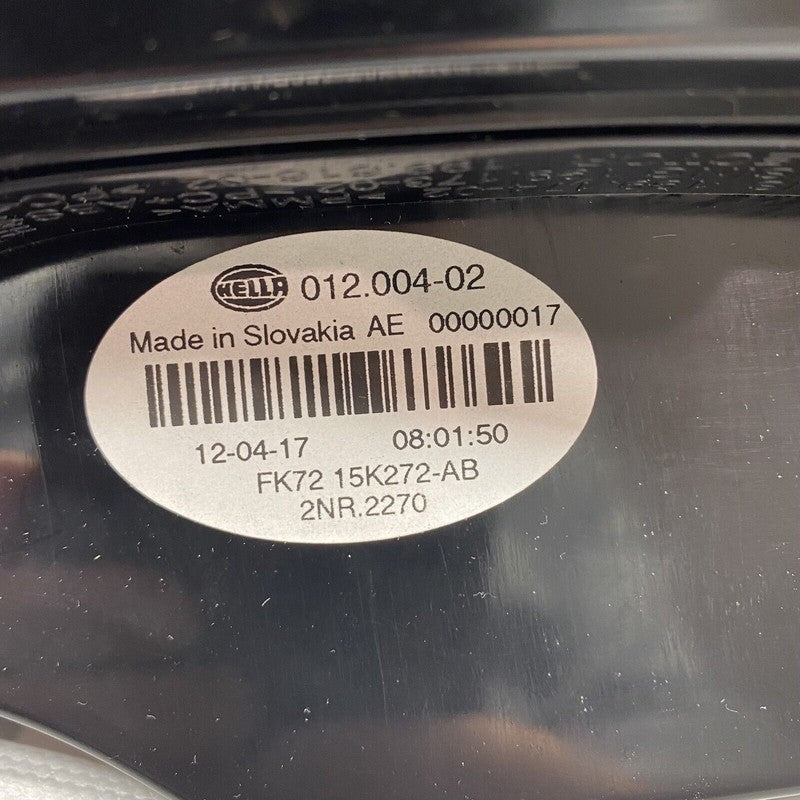 HELLA 012.004-02
Made in Slovakia AE 00000017
12-04-17 08:01:50
FK72 15K272-AB
2NR.2270